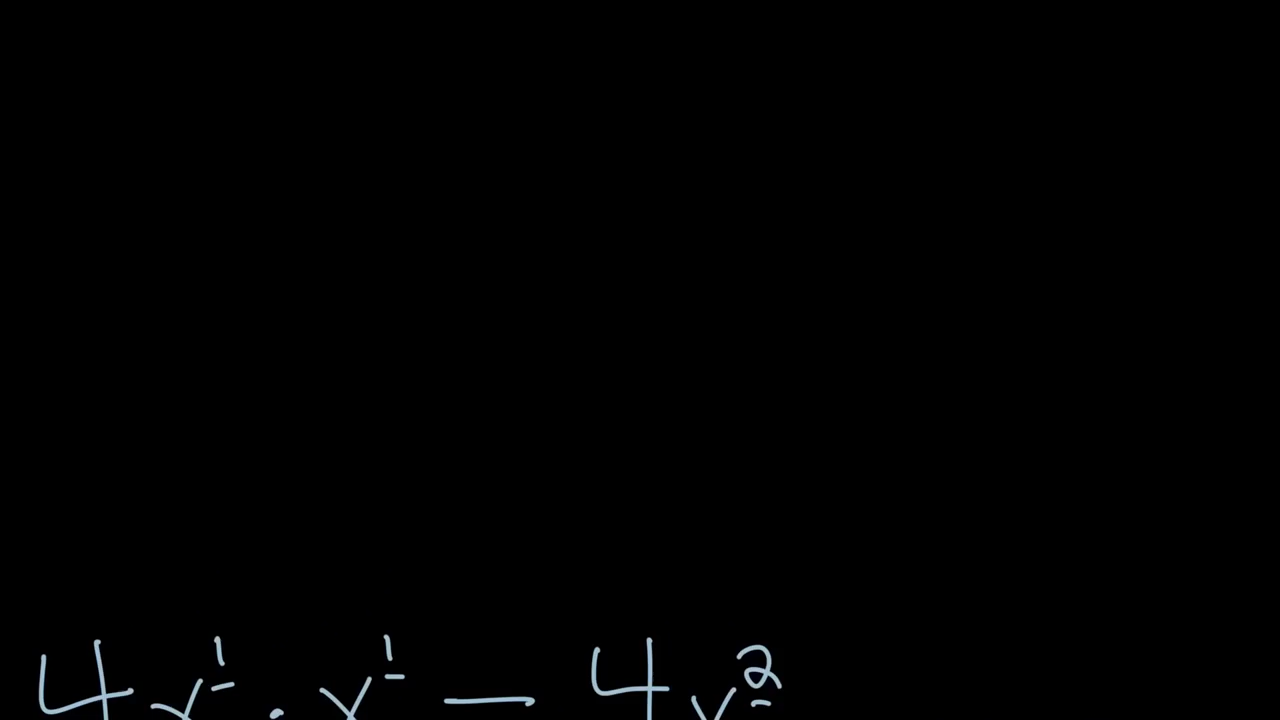 4x¹ · x¹ — 4x²